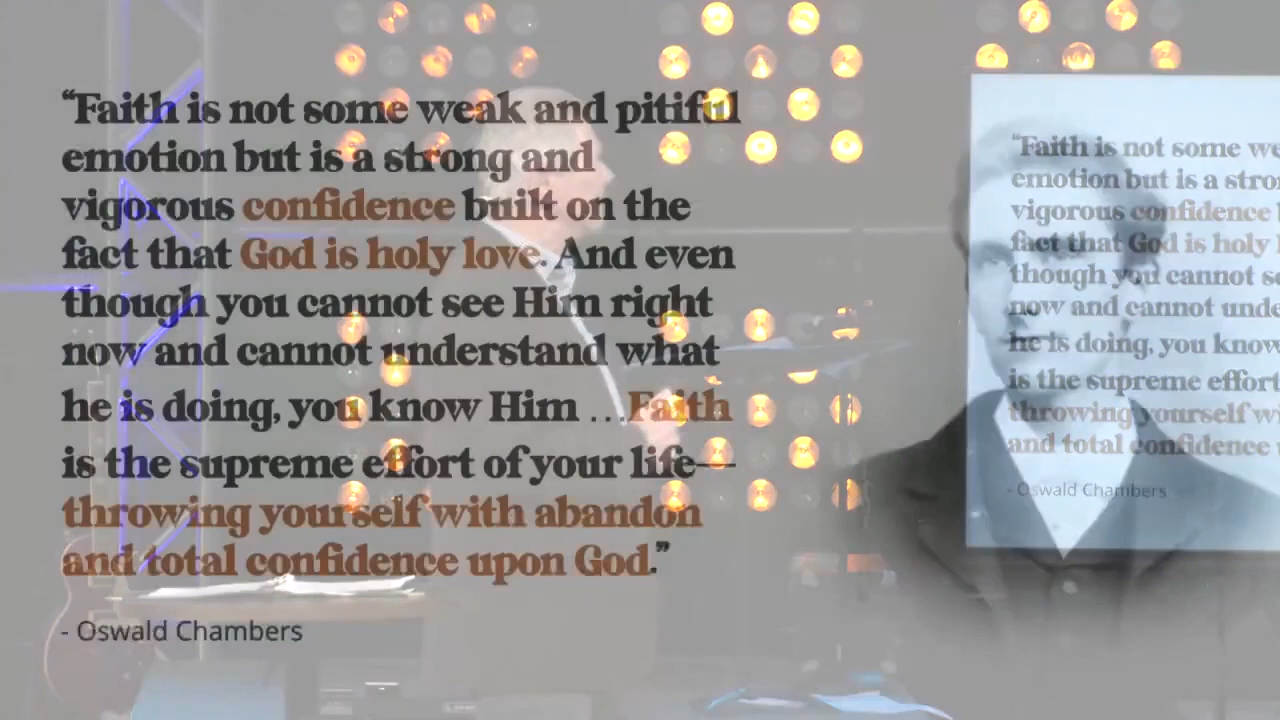 “Faith is not some weak and pitiful
emotion but is a strong and
vigorous confidence built on the
fact that God is holy love. And even
though you cannot see Him right
now and cannot understand what
he is doing, you know Him ...Faith
is the supreme effort of your life—
throwing yourself with abandon
and total confidence upon God.”
- Oswald Chambers
“Faith is not some
emotion but is a
vigorous confidence
fact that God is holy
though you cannot
now and cannot
he is doing, you know
is the supreme effort
throwing yourself
and total confidence
- Oswald Chambers